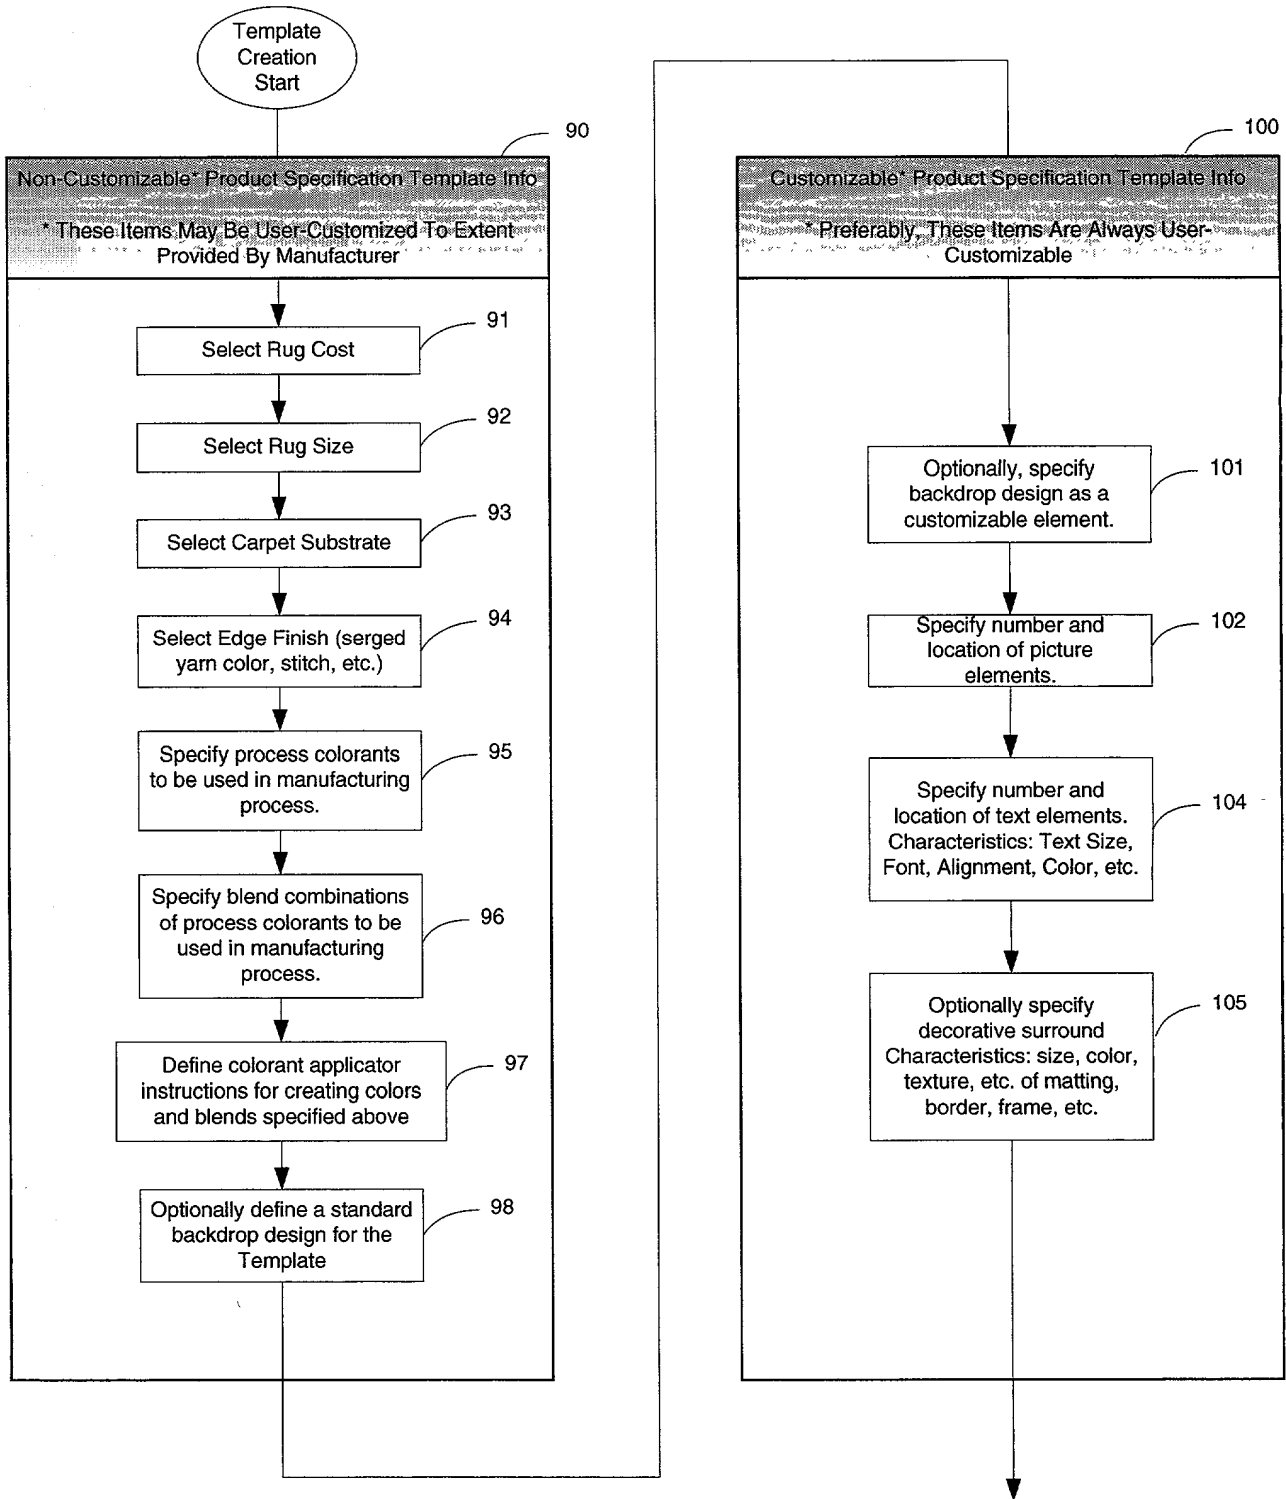 Template
Creation
Start
90
Non-Customizable* Product Specification Template Info
* These Items May Be User-Customized To Extent
Provided By Manufacturer
91
Select Rug Cost
92
Select Rug Size
93
Select Carpet Substrate
94
Select Edge Finish (serged
yarn color, stitch, etc.)
95
Specify process colorants
to be used in manufacturing
process.
96
Specify blend combinations
of process colorants to be
used in manufacturing
process.
97
Define colorant applicator
instructions for creating colors
and blends specified above
98
Optionally define a standard
backdrop design for the
Template
100
Customizable* Product Specification Template Info
* Preferably, These Items Are Always User-
Customizable
101
Optionally, specify
backdrop design as a
customizable element.
102
Specify number and
location of picture
elements.
104
Specify number and
location of text elements.
Characteristics: Text Size,
Font, Alignment, Color, etc.
105
Optionally specify
decorative surround
Characteristics: size, color,
texture, etc. of matting,
border, frame, etc.